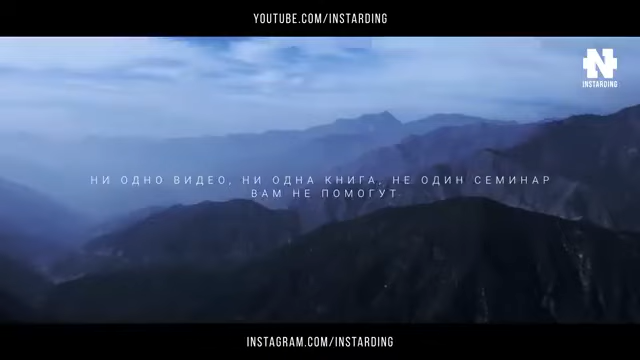 YOUTUBE.COM/INSTARDING
N
INSTARDING
НИ ОДНО ВИДЕО, НИ ОДНА КНИГА, НЕ ОДИН СЕМИНАР
ВАМ НЕ ПОМОГУТ
INSTAGRAM.COM/INSTARDING